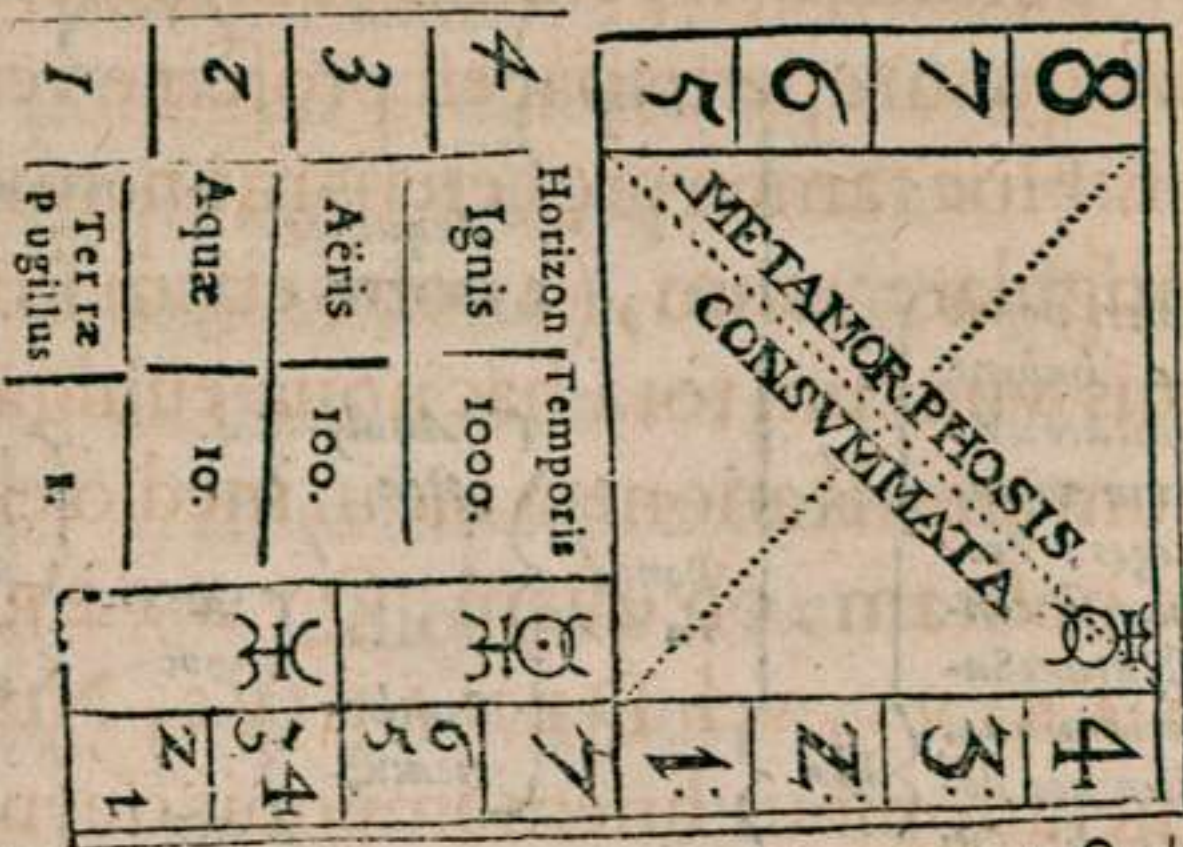 8 4
7 3:
METAMORPHOSIS
CONSVMMATA
6 2:
5 1:
Horizon Temporis
4 Ignis 1000. 7
6
5
3 Aëris 100. 4
3
2 Aquæ 10. 2
Terræ
1 Pugillus 1. 1